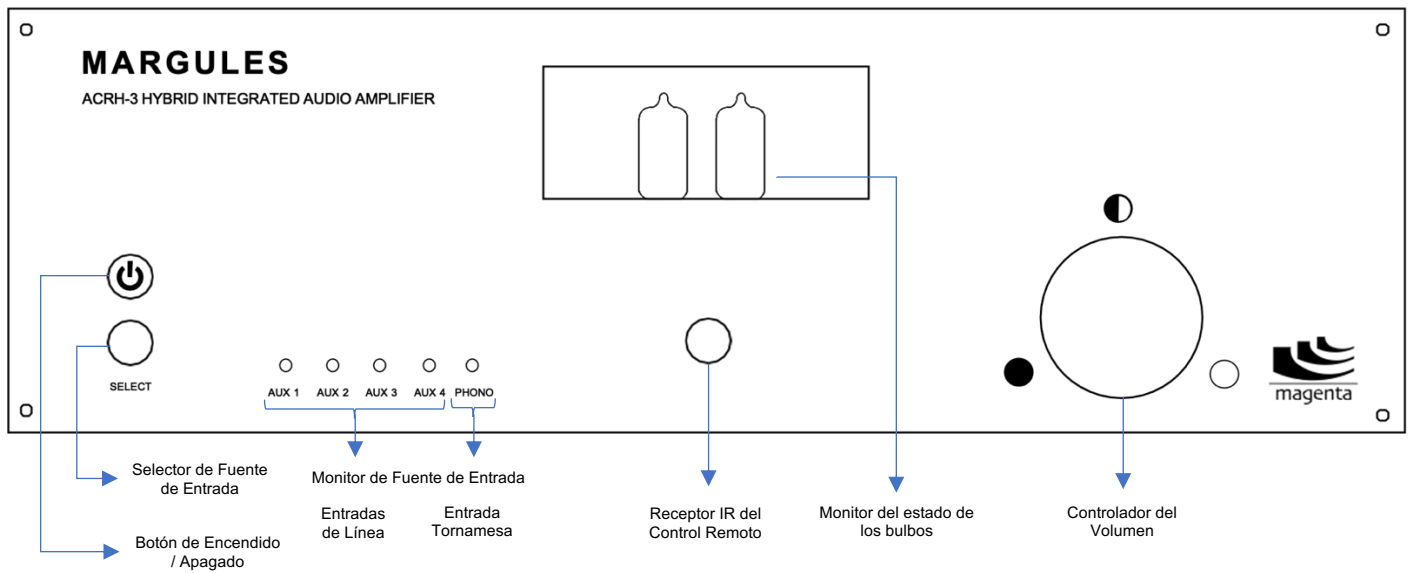 MARGULES
ACRH-3 HYBRID INTEGRATED AUDIO AMPLIFIER
SELECT
AUX 1
AUX 2
AUX 3
AUX 4
PHONO
magenta
Selector de Fuente
de Entrada
Botón de Encendido
/ Apagado
Monitor de Fuente de Entrada
Entradas
de Línea
Entrada
Tornamesa
Receptor IR del
Control Remoto
Monitor del estado de
los bulbos
Controlador del
Volumen